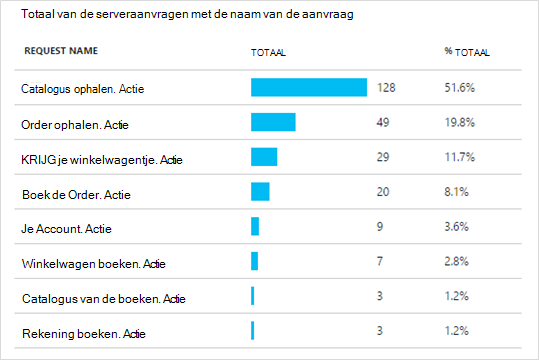 Totaal van de serveraanvragen met de naam van de aanvraag
REQUEST NAME TOTAAL % TOTAAL
Catalogus ophalen. Actie 128 51.6%
Order ophalen. Actie 49 19.8%
KRIJG je winkelwagentje. Actie 29 11.7%
Boek de Order. Actie 20 8.1%
Je Account. Actie 9 3.6%
Winkelwagen boeken. Actie 7 2.8%
Catalogus van de boeken. Actie 3 1.2%
Rekening boeken. Actie 3 1.2%